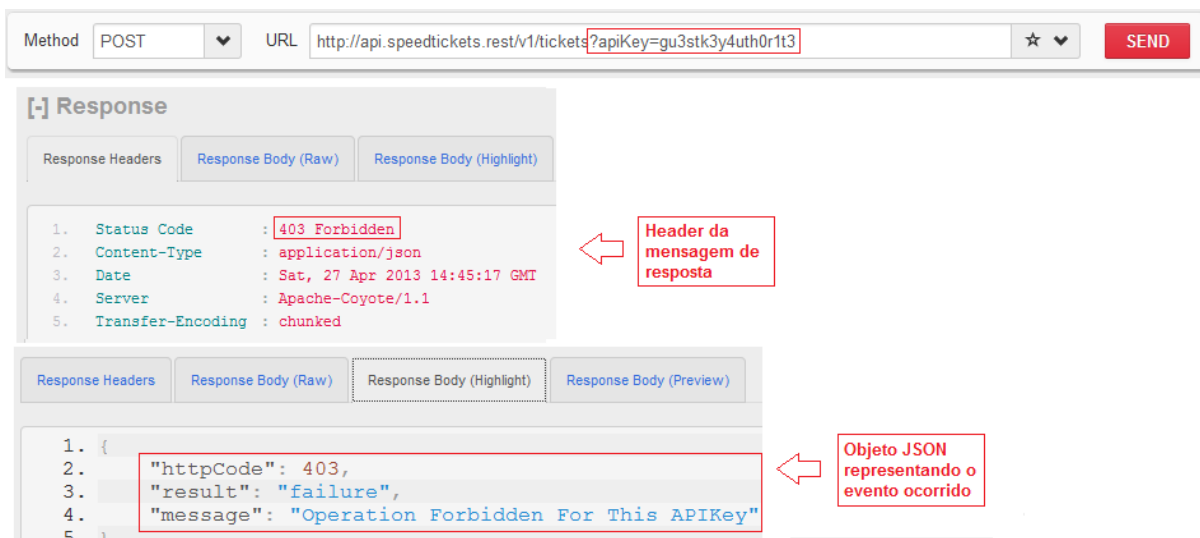 Method POST URL http://api.speedtickets.rest/v1/tickets?apiKey=gu3stk3y4uth0r1t3 SEND
[-] Response
Response Headers Response Body (Raw) Response Body (Highlight)
1. Status Code : 403 Forbidden
2. Content-Type : application/json
3. Date : Sat, 27 Apr 2013 14:45:17 GMT
4. Server : Apache-Coyote/1.1
5. Transfer-Encoding : chunked
Header da
mensagem de
resposta
Response Headers Response Body (Raw) Response Body (Highlight) Response Body (Preview)
1. {
2. "httpCode": 403,
3. "result": "failure",
4. "message": "Operation Forbidden For This APIKey"
5. }
Objeto JSON
representando o
evento ocorrido